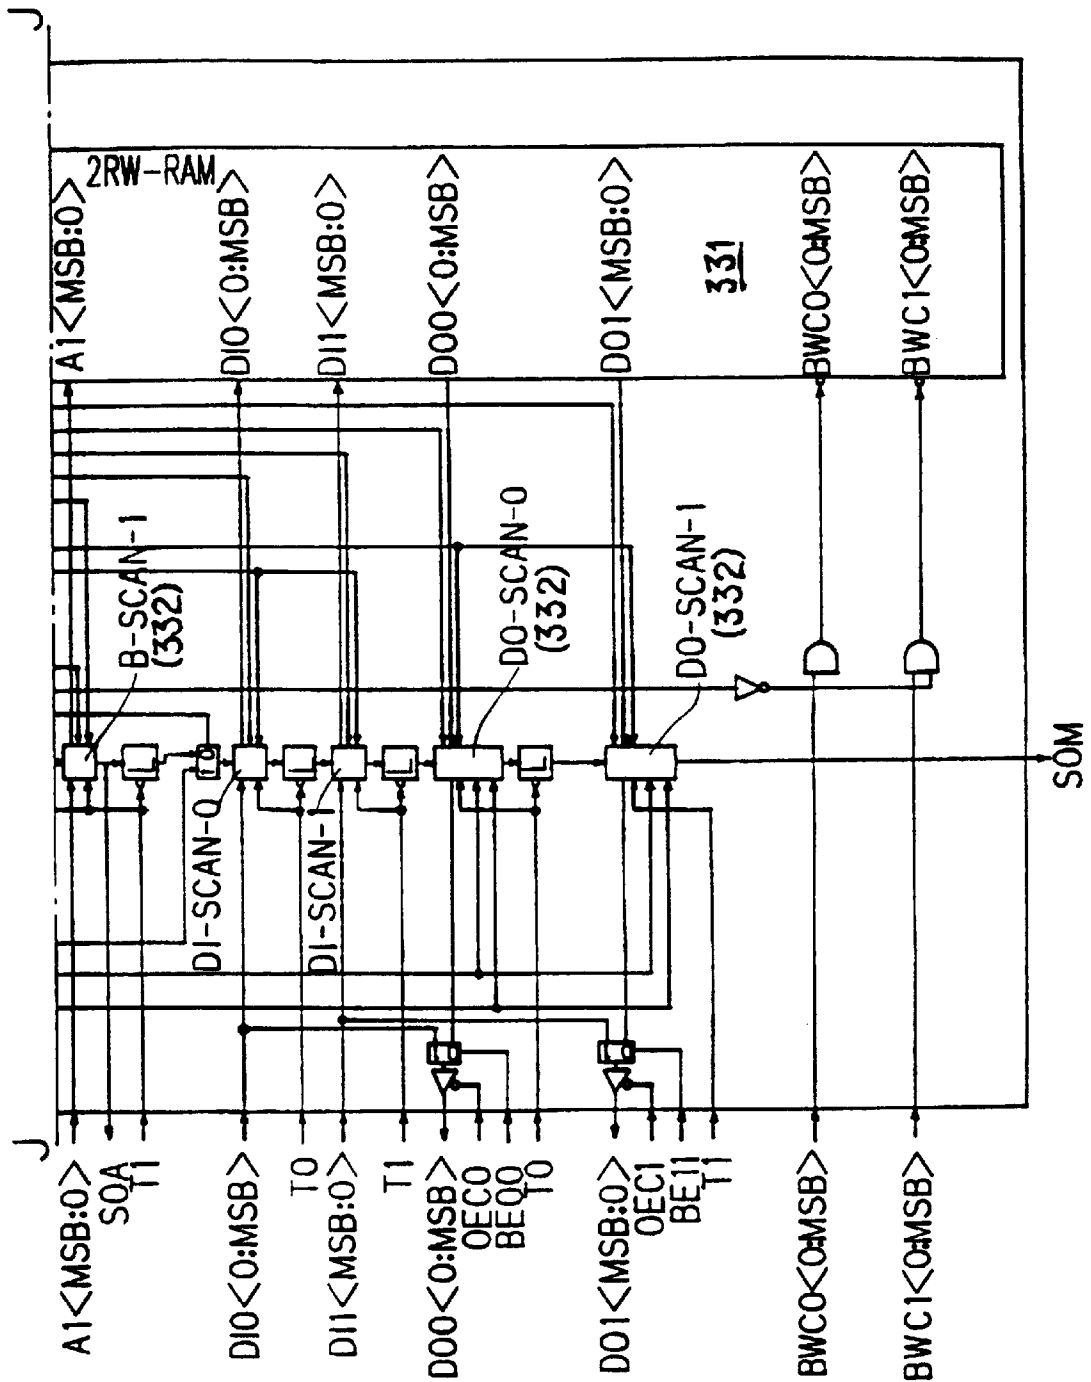 2RW-RAM
A1<MSB:0>
DI0<0:MSB>
DI1<MSB:0>
DO0<0:MSB>
DO1<MSB:0>
331
BWC0<0:MSB>
BWC1<0:MSB>
B-SCAN-1
(332)
DO-SCAN-0
(332)
DO-SCAN-1
(332)
DI-SCAN-0
DI-SCAN-1
SOM
A1<MSB:0>
SOA
T1
DI0<0:MSB>
T0
DI1<MSB:0>
T1
DO0<0:MSB>
OEC0
BE00
T0
DO1<MSB:0>
OEC1
BE11
T1
BWC0<0:MSB>
BWC1<0:MSB>